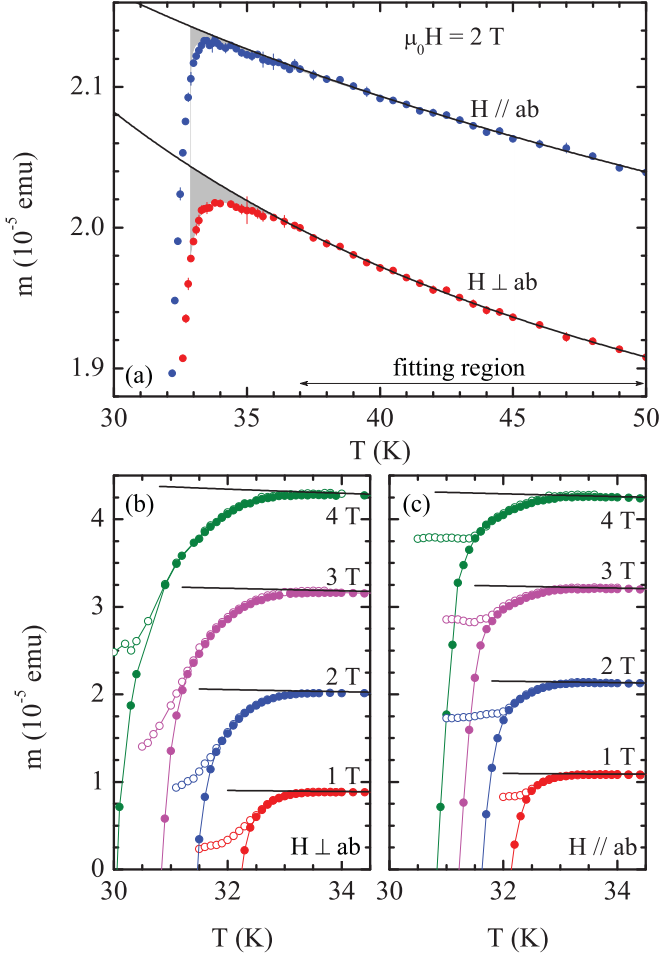 μ₀H = 2 T
2.1
H // ab
m (10⁻⁵ emu)
2.0
H ⊥ ab
1.9
(a)
fitting region
30 35 40 45 50
T (K)
(b) (c)
4 4 T 4 T
3 3 T 3 T
m (10⁻⁵ emu)
2 2 T 2 T
1 1 T 1 T
H ⊥ ab H // ab
0
30 32 34 30 32 34
T (K) T (K)